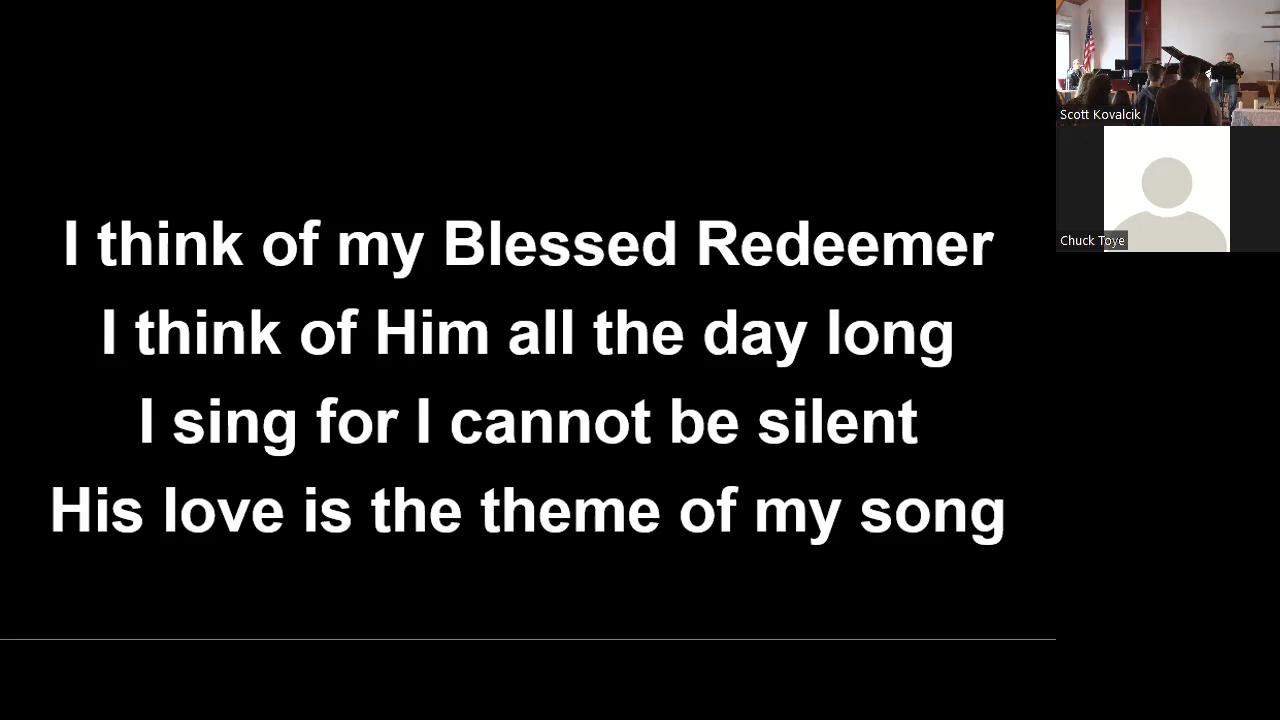 I think of my Blessed Redeemer
I think of Him all the day long
I sing for I cannot be silent
His love is the theme of my song
Scott Kovalcik
Chuck Toye